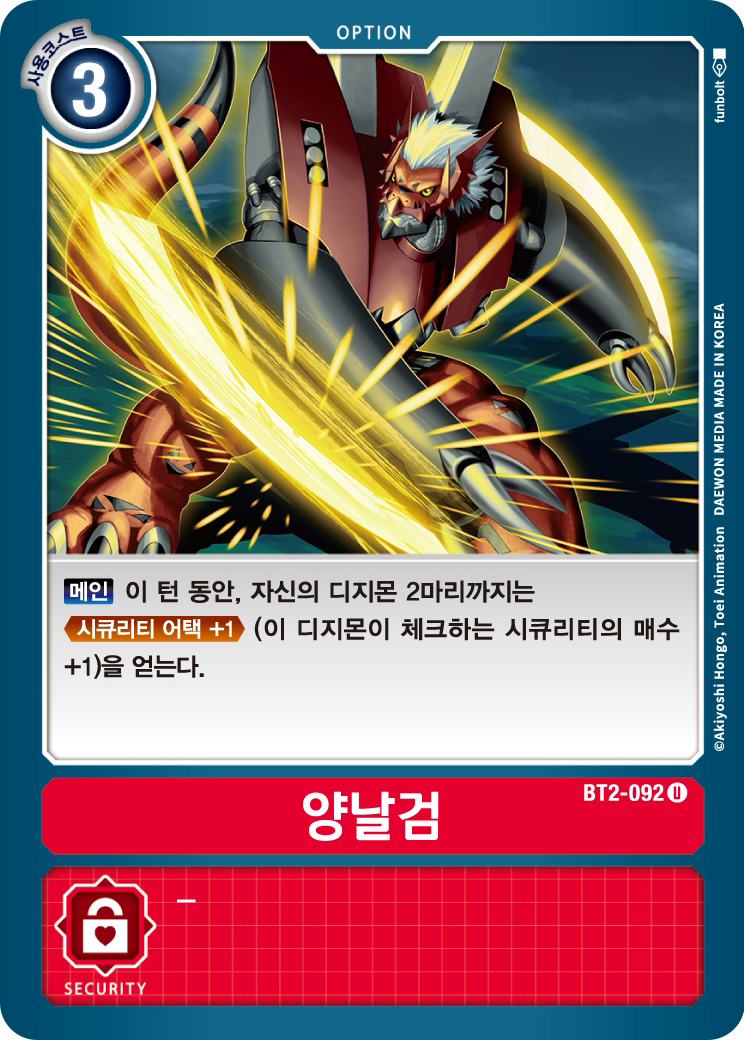 OPTION
사용코스트
3
funbolt
메인 이 턴 동안, 자신의 디지몬 2마리까지는
시큐리티 어택 +1 (이 디지몬이 체크하는 시큐리티의 매수
+1)을 얻는다.
©Akiyoshi Hongo, Toei Animation DAEWON MEDIA MADE IN KOREA
BT2-092 U
양날검
–
SECURITY